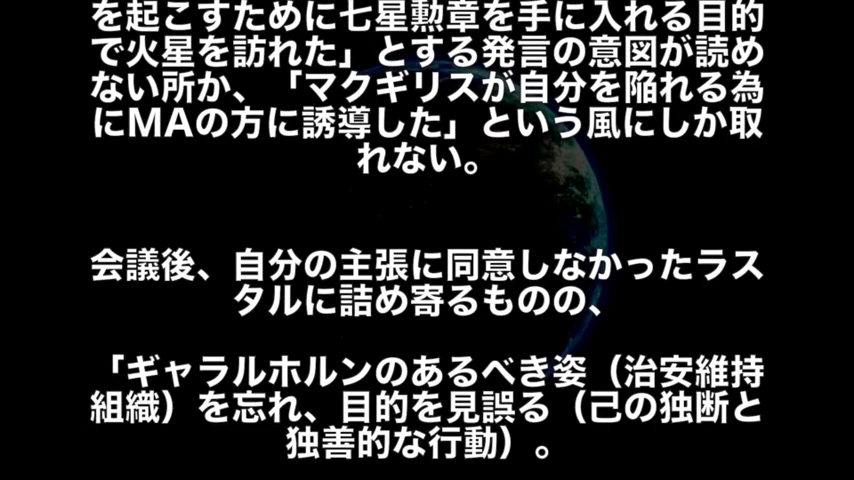 を起こすために七星勲章を手に入れる目的
で火星を訪れた」とする発言の意図が読め
ない所か、「マクギリスが自分を陥れる為
にMAの方に誘導した」という風にしか取
れない。
会議後、自分の主張に同意しなかったラス
タルに詰め寄るものの、
「ギャラルホルンのあるべき姿（治安維持
組織）を忘れ、目的を見誤る（己の独断と
独善的な行動）。